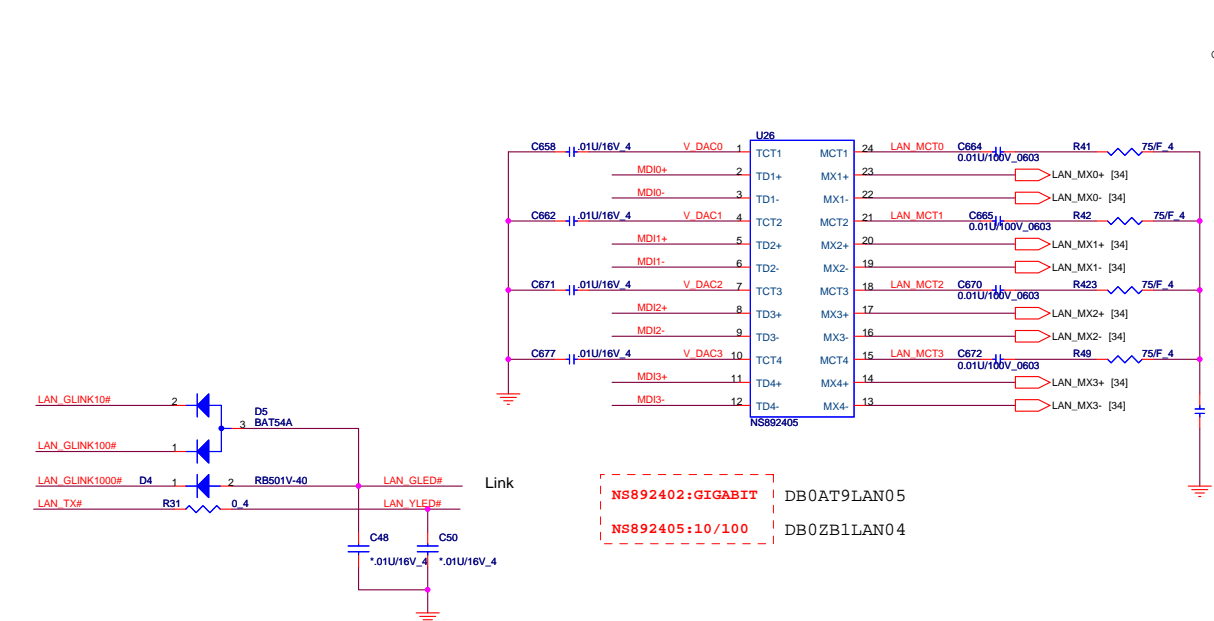 U26
C658 .01U/16V_4 V_DAC0 1 TCT1 MCT1 24 LAN_MCT0 C664 R41 75/F_4
0.01U/100V_0603
MDI0+ 2 TD1+ MX1+ 23 LAN_MX0+ [34]
MDI0- 3 TD1- MX1- 22 LAN_MX0- [34]
C662 .01U/16V_4 V_DAC1 4 TCT2 MCT2 21 LAN_MCT1 C665 R42 75/F_4
0.01U/100V_0603
MDI1+ 5 TD2+ MX2+ 20 LAN_MX1+ [34]
MDI1- 6 TD2- MX2- 19 LAN_MX1- [34]
C671 .01U/16V_4 V_DAC2 7 TCT3 MCT3 18 LAN_MCT2 C670 R423 75/F_4
0.01U/100V_0603
MDI2+ 8 TD3+ MX3+ 17 LAN_MX2+ [34]
MDI2- 9 TD3- MX3- 16 LAN_MX2- [34]
C677 .01U/16V_4 V_DAC3 10 TCT4 MCT4 15 LAN_MCT3 C672 R49 75/F_4
0.01U/100V_0603
MDI3+ 11 TD4+ MX4+ 14 LAN_MX3+ [34]
MDI3- 12 TD4- MX4- 13 LAN_MX3- [34]
NS892405
LAN_GLINK10# 2
D5
3 BAT54A
LAN_GLINK100# 1
LAN_GLINK1000# D4 1 2 RB501V-40 LAN_GLED# Link
LAN_TX# R31 0_4 LAN_YLED#
C48 C50
*.01U/16V_4 *.01U/16V_4
NS892402:GIGABIT DB0AT9LAN05
NS892405:10/100 DB0ZB1LAN04